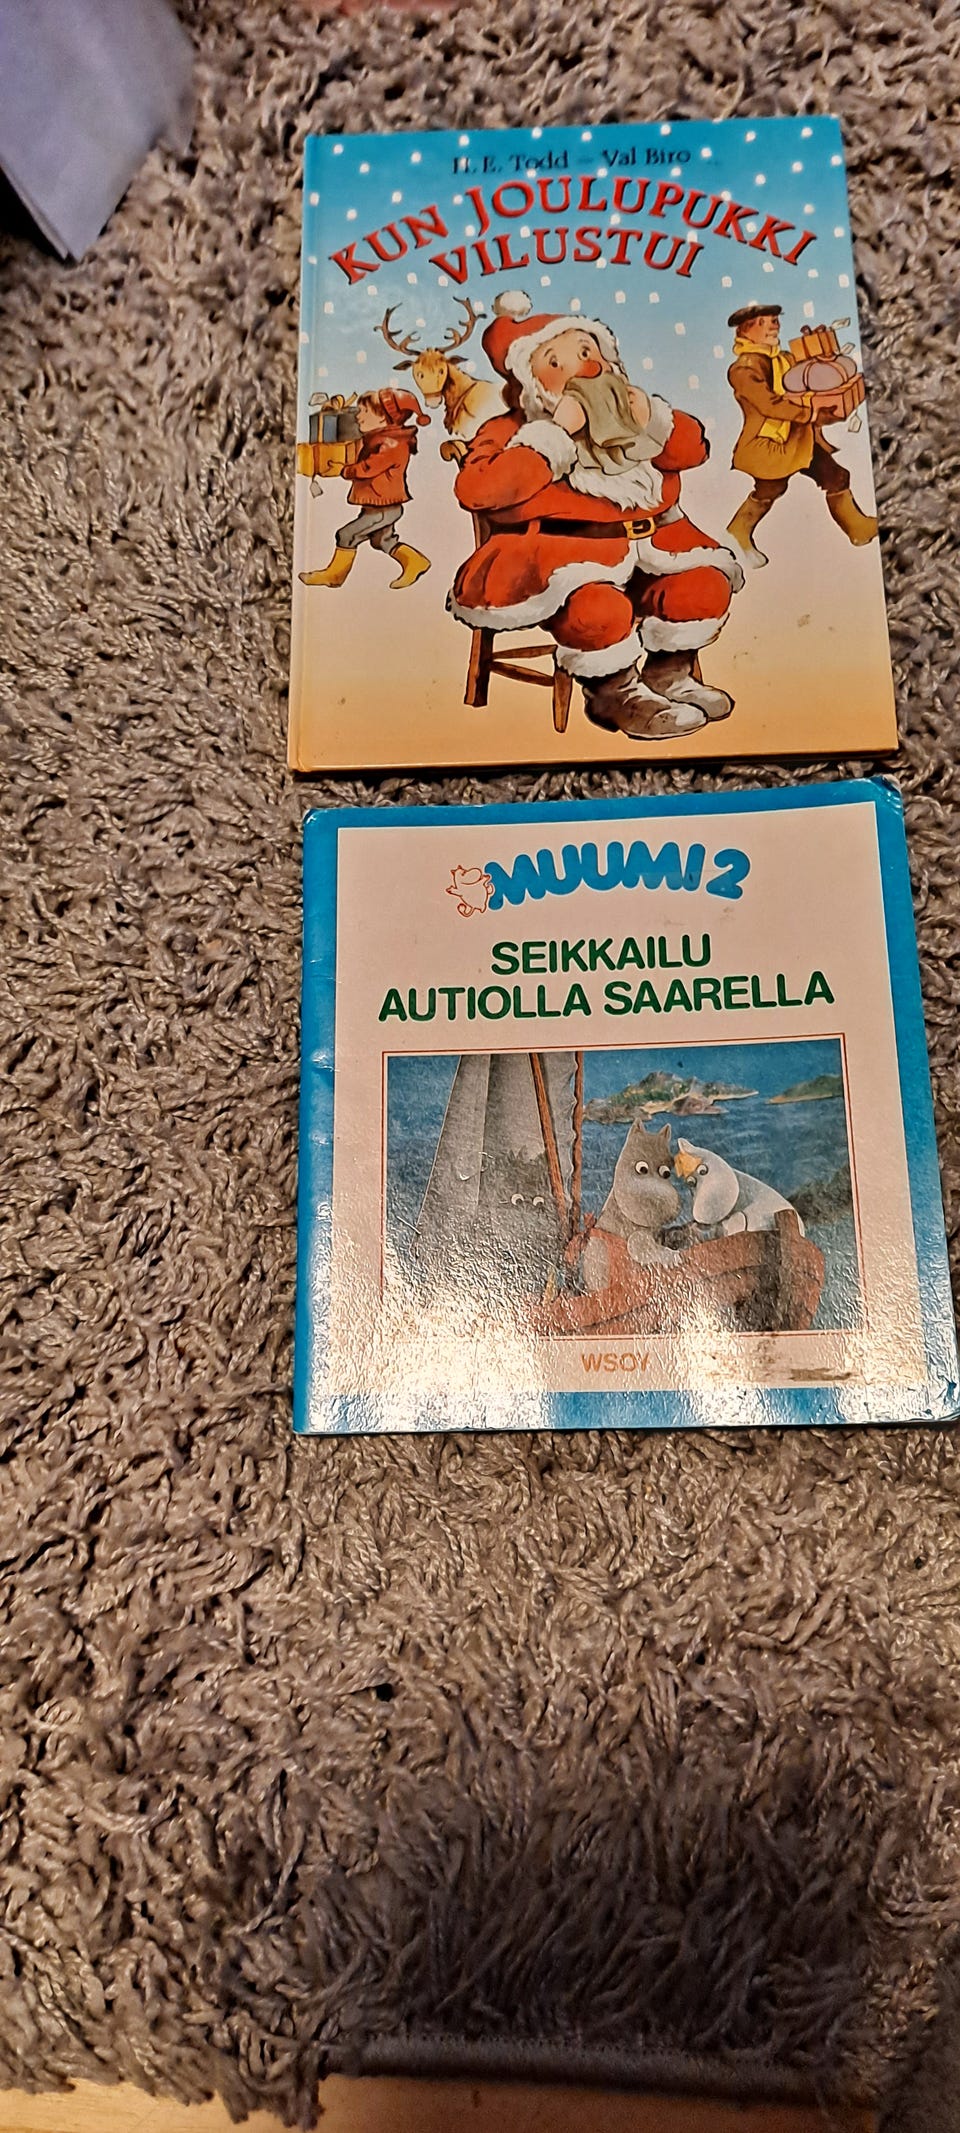 H. E. Todd – Val Biro
KUN JOULUPUKKI
VILUSTUI
MUUMI 2
SEIKKAILU
AUTIOLLA SAARELLA
WSOY